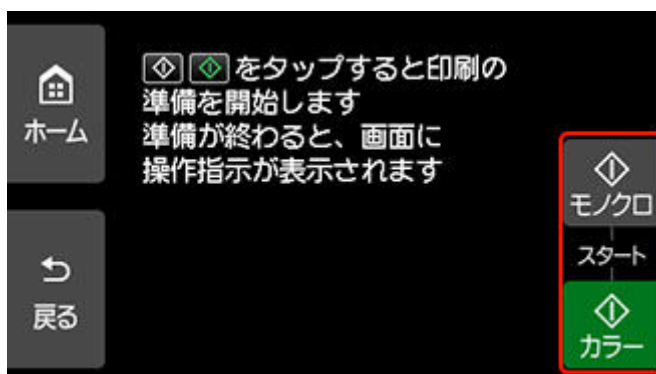 ホーム
戻る
をタップすると印刷の
準備を開始します
準備が終わると、画面に
操作指示が表示されます
モノクロ
スタート
カラー